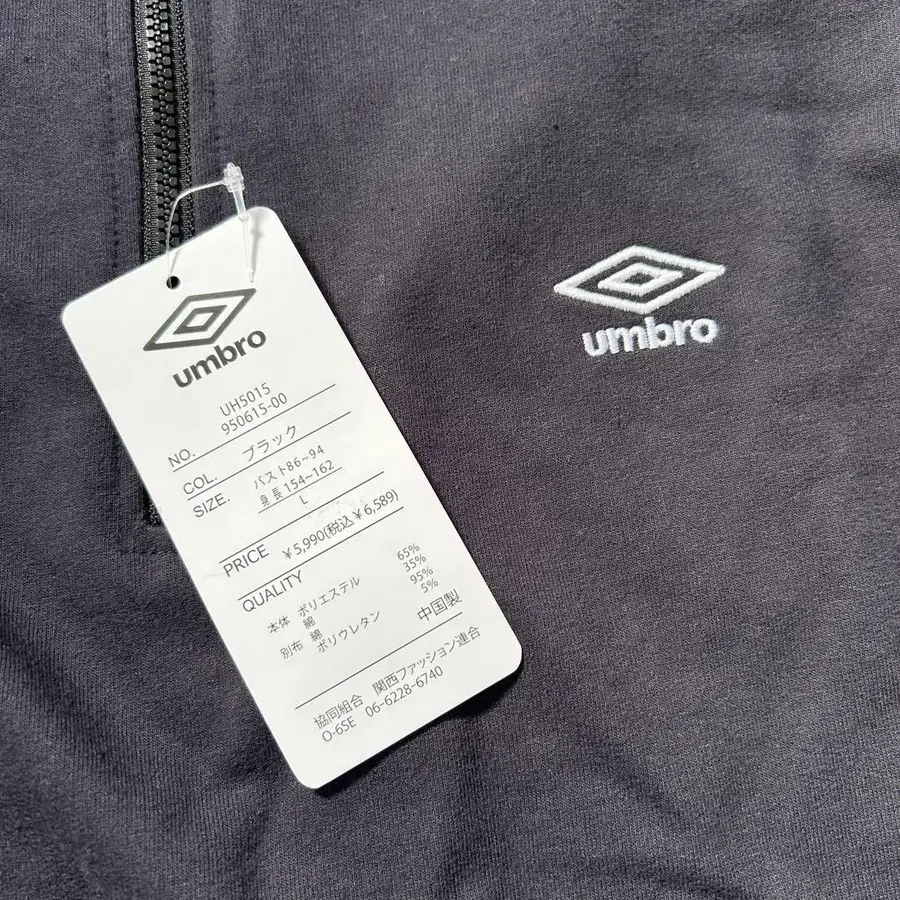 umbro
UH5015
NO. 950615-00
COL. ブラック
SIZE. バスト86~94
身長154~162
L
PRICE ¥5,990(税込¥6,589)
QUALITY
本体 ポリエステル 65%
綿 35%
別布 綿 95%
ポリウレタン 5%
中国製
協同組合 関西ファッション連合
O-6SE 06-6228-6740
umbro